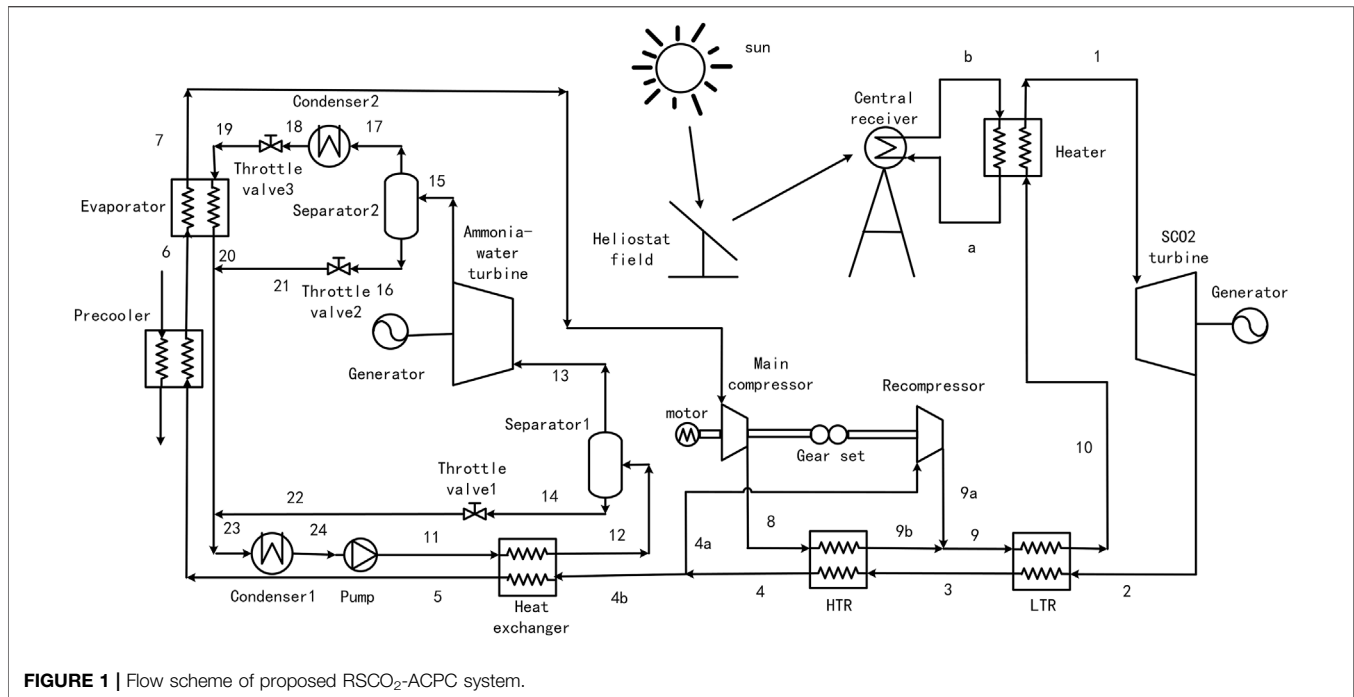 sun
b
1
Condenser2
Central
receiver
7
19
18
17
Heater
Throttle
valve3
15
Evaporator
Separator2
Ammonia-
water
turbine
6
20
Heliostat
field
a
SCO2
turbine
21
Throttle
valve2
16
Generator
Precooler
Generator
13
Main
compressor
Recompressor
Separator1
motor
Gear set
10
Throttle
valve1
22
14
9a
23
24
11
12
4a
8
9b
9
Condenser1
Pump
5
Heat
exchanger
4b
4
HTR
3
LTR
2
FIGURE 1 | Flow scheme of proposed RSCO₂-ACPC system.